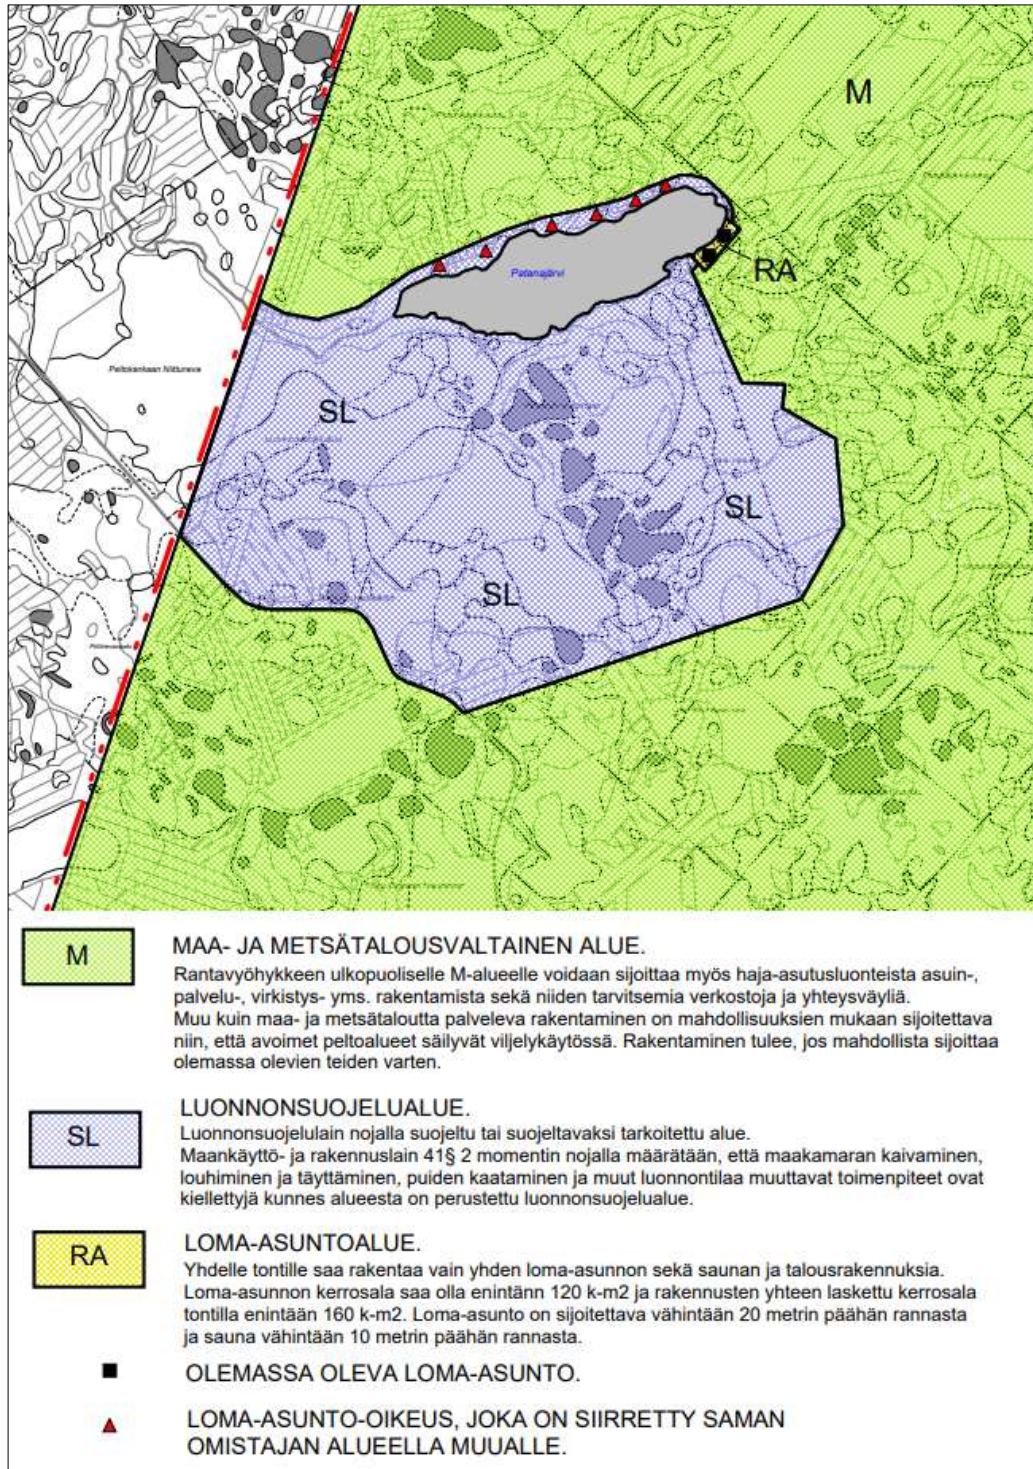 M
Patanajärvi
RA
Peltokankaan Niittuneva
SL
SL
SL
M
MAA- JA METSÄTALOUSVALTAINEN ALUE.
Rantavyöhykkeen ulkopuoliselle M-alueelle voidaan sijoittaa myös haja-asutusluonteista asuin-,
palvelu-, virkistys- yms. rakentamista sekä niiden tarvitsemia verkostoja ja yhteysväyliä.
Muu kuin maa- ja metsätaloutta palveleva rakentaminen on mahdollisuuksien mukaan sijoitettava
niin, että avoimet peltoalueet säilyvät viljelykäytössä. Rakentaminen tulee, jos mahdollista sijoittaa
olemassa olevien teiden varten.
SL
LUONNONSUOJELUALUE.
Luonnonsuojelulain nojalla suojeltu tai suojeltavaksi tarkoitettu alue.
Maankäyttö- ja rakennuslain 41§ 2 momentin nojalla määrätään, että maakamaran kaivaminen,
louhiminen ja täyttäminen, puiden kaataminen ja muut luonnontilaa muuttavat toimenpiteet ovat
kiellettyjä kunnes alueesta on perustettu luonnonsuojelualue.
RA
LOMA-ASUNTOALUE.
Yhdelle tontille saa rakentaa vain yhden loma-asunnon sekä saunan ja talousrakennuksia.
Loma-asunnon kerrosala saa olla enintänn 120 k-m2 ja rakennusten yhteen laskettu kerrosala
tontilla enintään 160 k-m2. Loma-asunto on sijoitettava vähintään 20 metrin päähän rannasta
ja sauna vähintään 10 metrin päähän rannasta.
OLEMASSA OLEVA LOMA-ASUNTO.
LOMA-ASUNTO-OIKEUS, JOKA ON SIIRRETTY SAMAN
OMISTAJAN ALUEELLA MUUALLE.